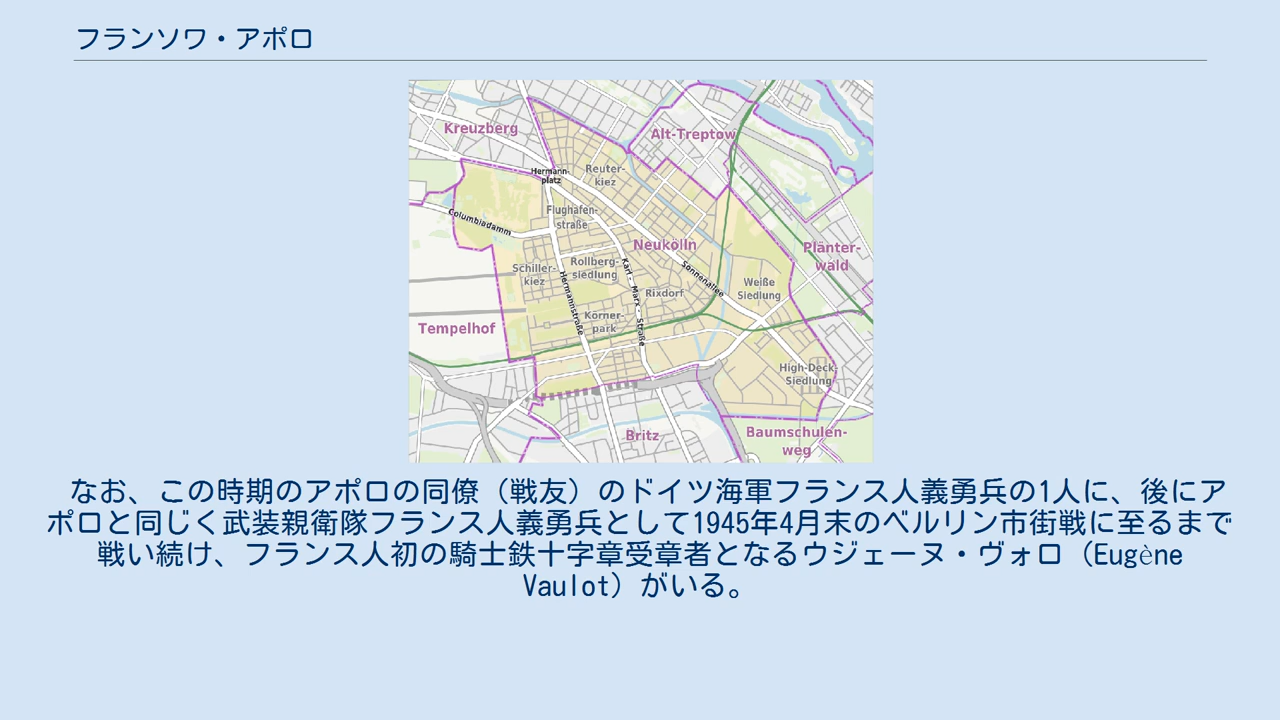 フランソワ・アポロ
Kreuzberg
Alt-Treptow
Hermann-
platz
Reuter-
kiez
Columbiadamm
Flughafen-
straße
Neukölln
Plänter-
wald
Schiller-
kiez
Rollberg-
siedlung
Karl-Marx-Straße
Sonnenallee
Hermannstraße
Rixdorf
Weiße
Siedlung
Körner-
park
Tempelhof
High-Deck-
Siedlung
Britz
Baumschulen-
weg
なお、この時期のアポロの同僚（戦友）のドイツ海軍フランス人義勇兵の1人に、後にア
ポロと同じく武装親衛隊フランス人義勇兵として1945年4月末のベルリン市街戦に至るまで
戦い続け、フランス人初の騎士鉄十字章受章者となるウジェーヌ・ヴォロ（Eugène
Vaulot）がいる。